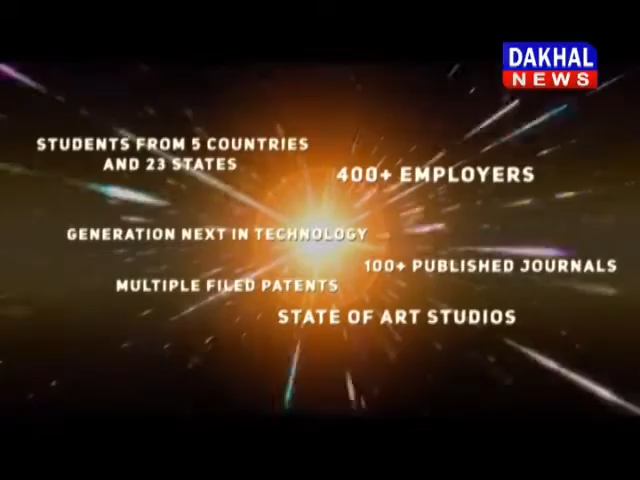 DAKHAL
NEWS
STUDENTS FROM 5 COUNTRIES
AND 23 STATES
400+ EMPLOYERS
GENERATION NEXT IN TECHNOLOGY
100+ PUBLISHED JOURNALS
MULTIPLE FILED PATENTS
STATE OF ART STUDIOS